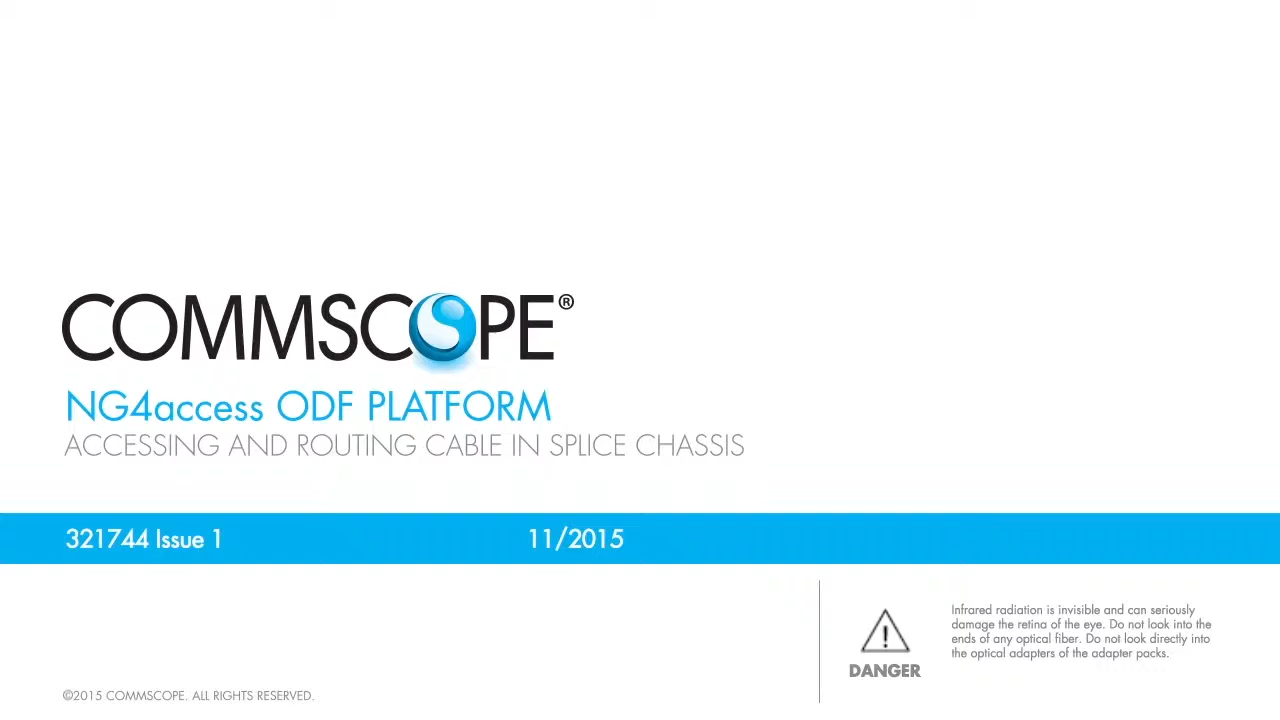 COMMSCOPE®
NG4access ODF PLATFORM
ACCESSING AND ROUTING CABLE IN SPLICE CHASSIS
321744 Issue 1
11/2015
Infrared radiation is invisible and can seriously
damage the retina of the eye. Do not look into the
ends of any optical fiber. Do not look directly into
the optical adapters of the adapter packs.
DANGER
©2015 COMMSCOPE. ALL RIGHTS RESERVED.